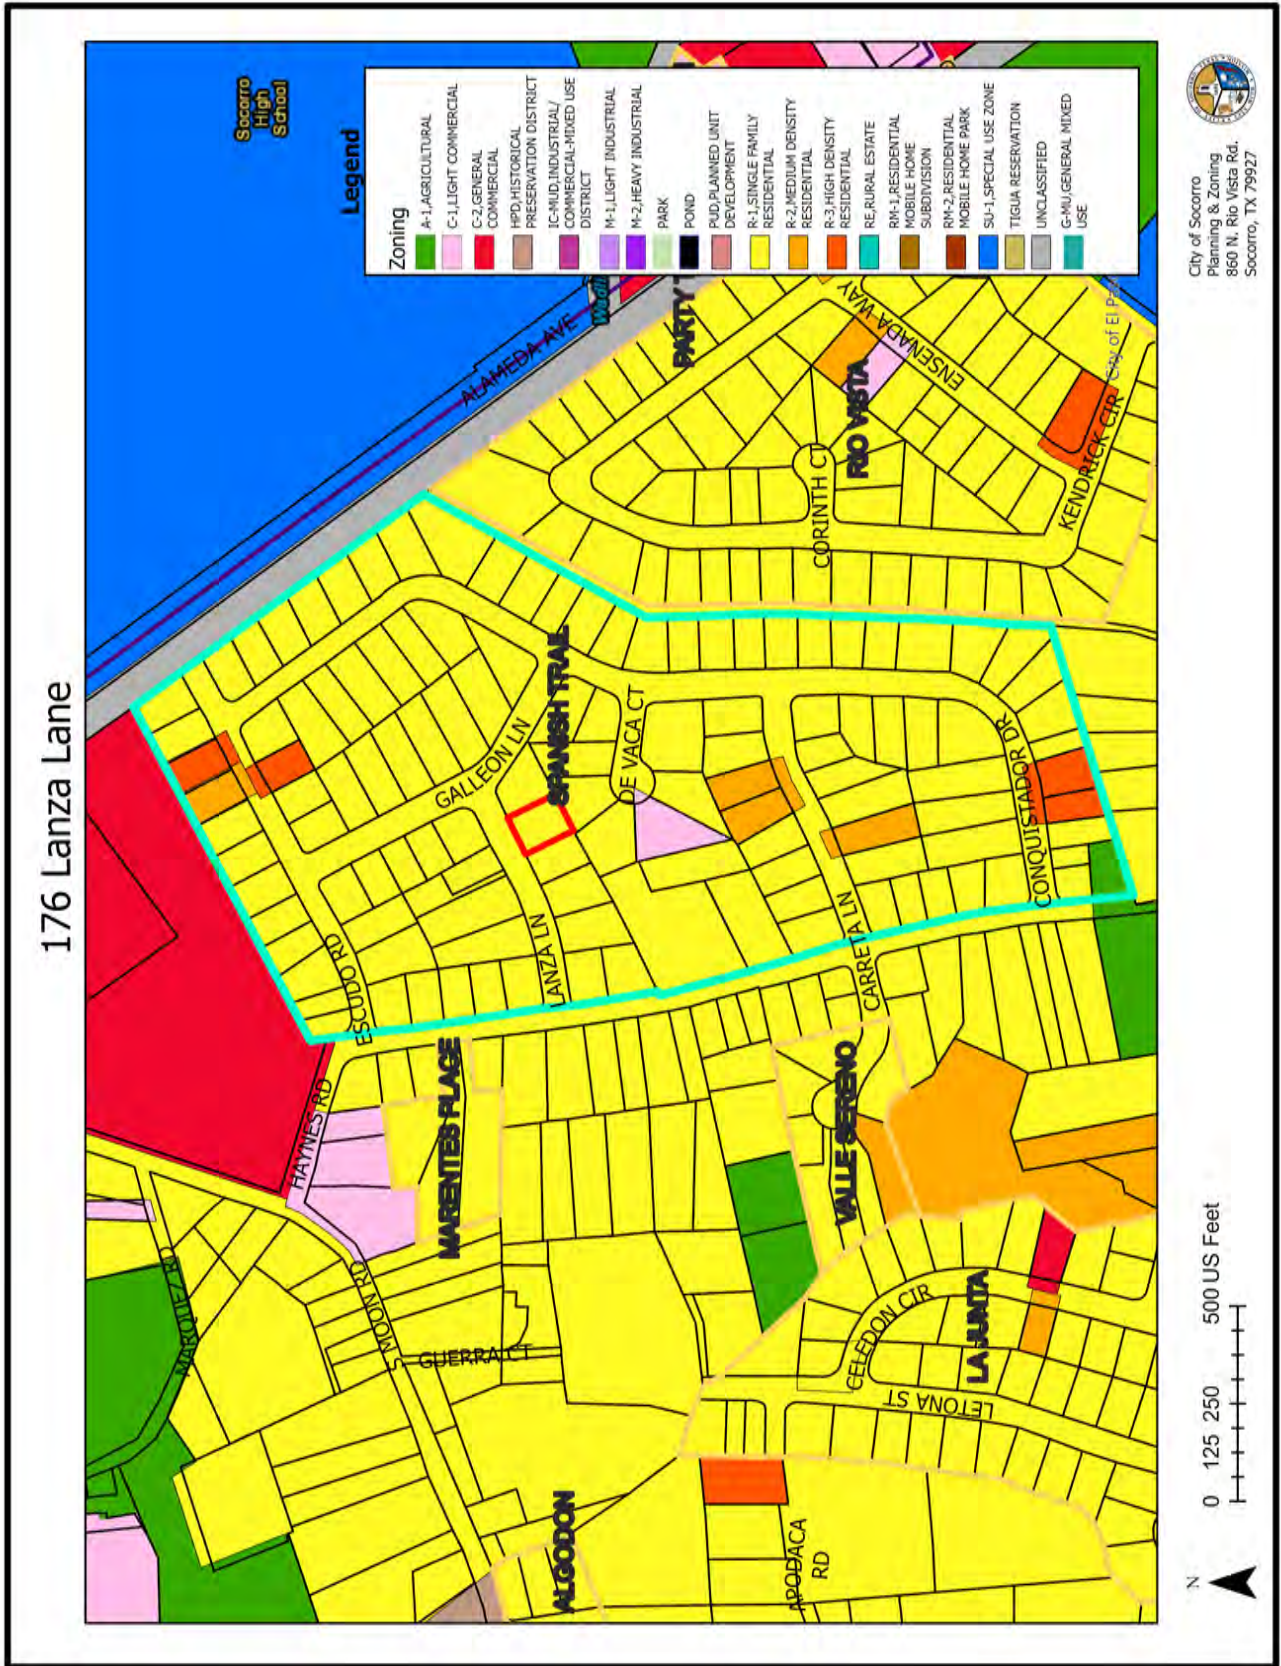 176 Lanza Lane
Socorro
High
School
Legend
Zoning
A-1,AGRICULTURAL
C-1,LIGHT COMMERCIAL
C-2,GENERAL
COMMERCIAL
HPD,HISTORICAL
PRESERVATION DISTRICT
IC-MUD,INDUSTRIAL/
COMMERCIAL-MIXED USE
DISTRICT
M-1,LIGHT INDUSTRIAL
M-2,HEAVY INDUSTRIAL
PARK
POND
PUD,PLANNED UNIT
DEVELOPMENT
R-1,SINGLE FAMILY
RESIDENTIAL
R-2,MEDIUM DENSITY
RESIDENTIAL
R-3,HIGH DENSITY
RESIDENTIAL
RE,RURAL ESTATE
RM-1,RESIDENTIAL
MOBILE HOME
SUBDIVISION
RM-2,RESIDENTIAL
MOBILE HOME PARK
SU-1,SPECIAL USE ZONE
TIGUA RESERVATION
UNCLASSIFIED
G-MU,GENERAL MIXED
USE
ALAMEDA AVE
PARTY
ENSENADA WAY
RIO VISTA
CORINTH CT
KENDRICK CIR
City of El
SPANISH TRAIL
GALLEON LN
DE VACA CT
CONQUISTADOR DR
ESCUDO RD
LANZA LN
CARRETA LN
HAYNES RD
MARENTES PLACE
VALLE SERENO
MARQUEZ RD
S MOON RD
GUERRA CT
CELEDON CIR
LA JUNTA
LETONA ST
ALGODON
APODACA
RD
N
0 125 250 500 US Feet
City of Socorro
Planning & Zoning
860 N. Rio Vista Rd.
Socorro, TX 79927